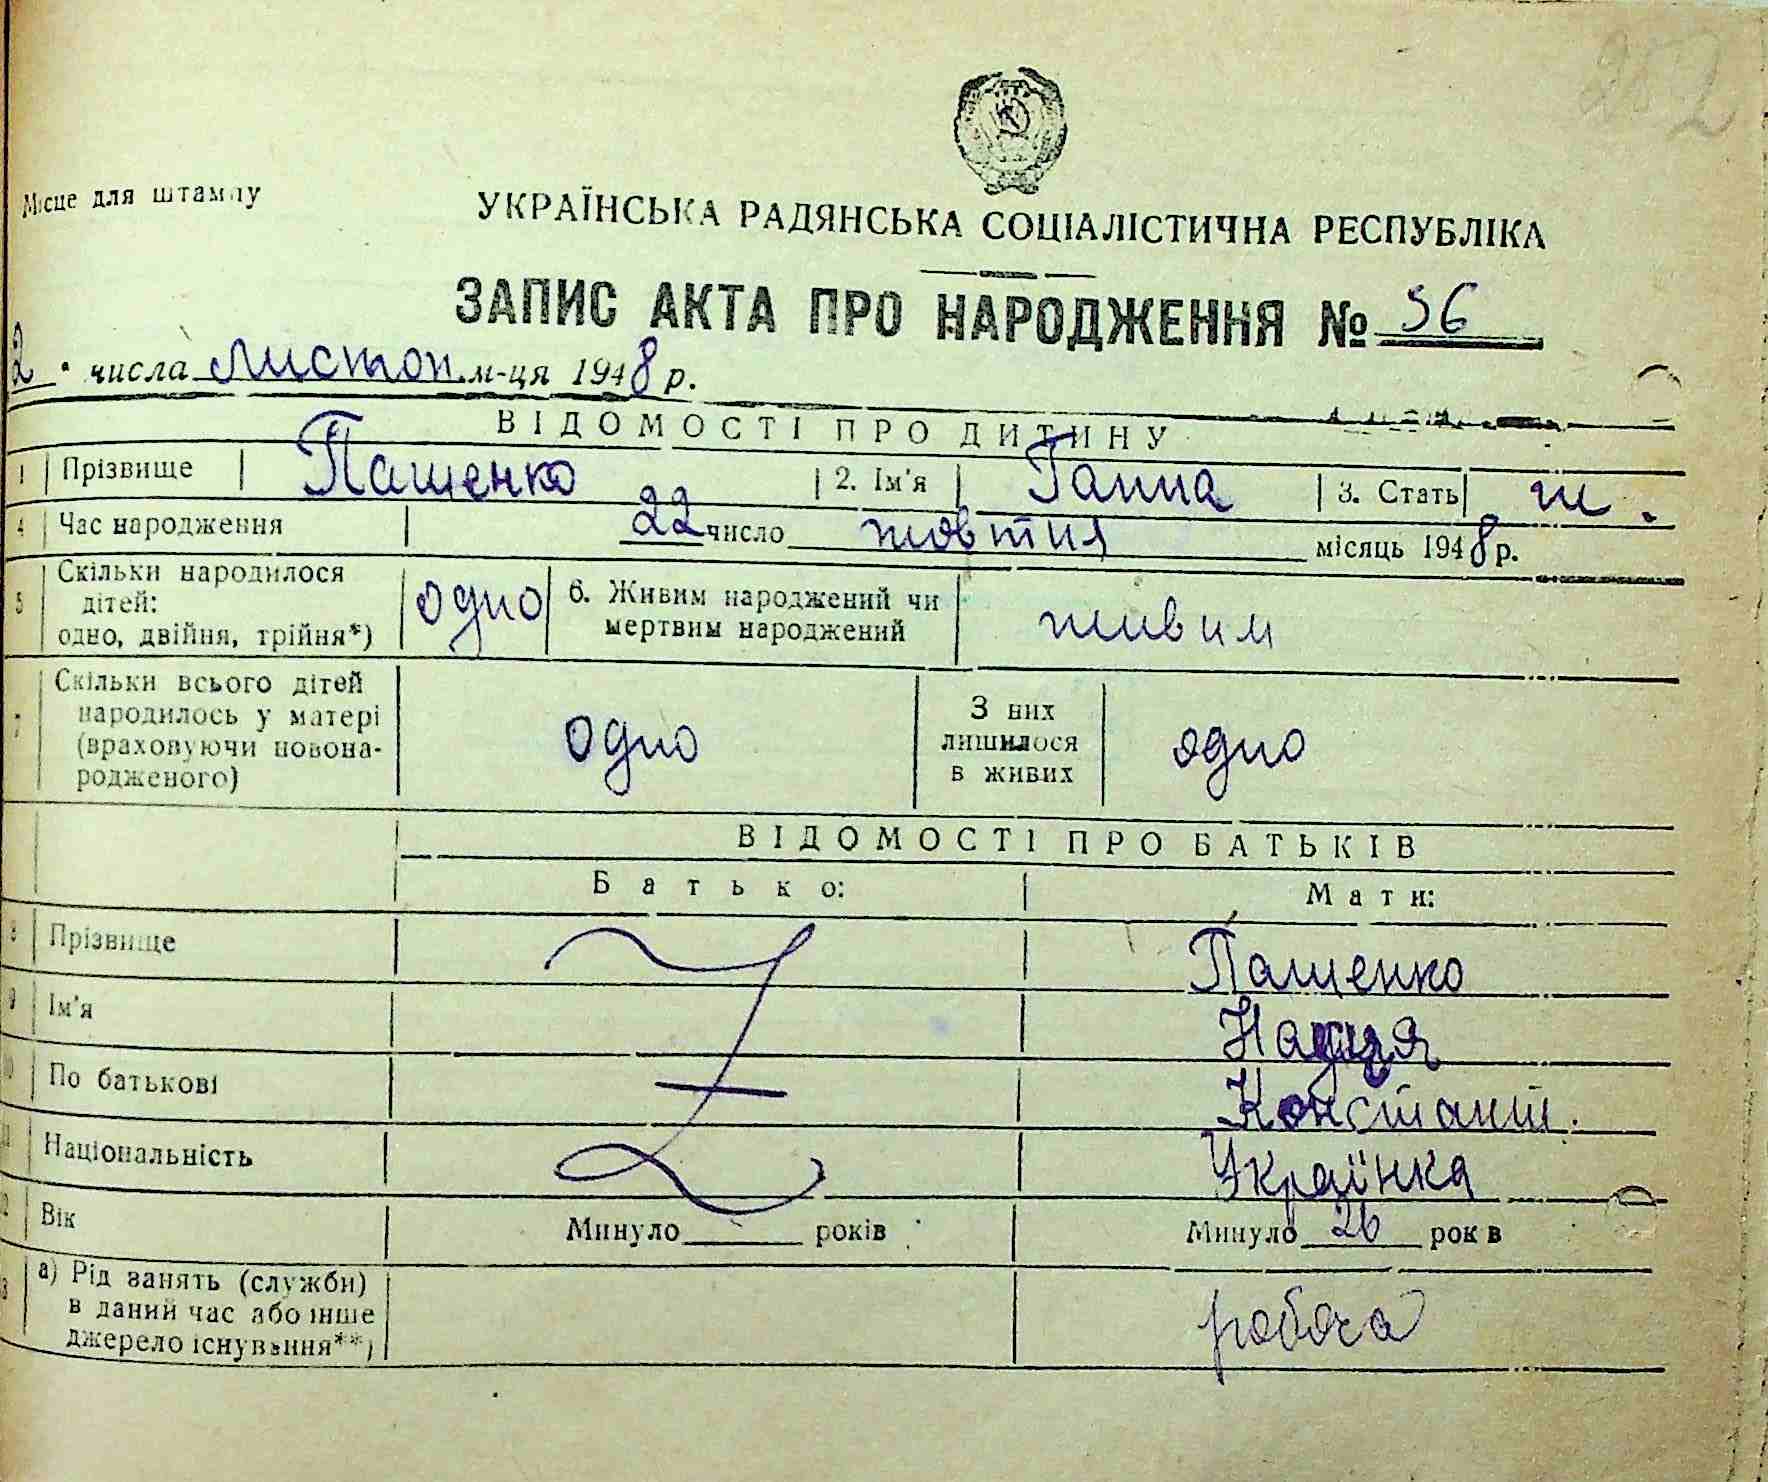 202
Місце для штампу
УКРАЇНСЬКА РАДЯНСЬКА СОЦІАЛІСТИЧНА РЕСПУБЛІКА
ЗАПИС АКТА ПРО НАРОДЖЕННЯ № 56
2 числа листоп. м-ця 1948 р.
ВІДОМОСТІ ПРО ДИТИНУ
1 Прізвище Пащенко 2. Ім'я Ганна 3. Стать ж.
4 Час народження 22 число жовтня місяць 1948 р.
5 Скільки народилося дітей: одно, двійня, трійня*) одно 6. Живим народжений чи мертвим народжений живим
7 Скільки всього дітей народилось у матері (враховуючи новонародженого) одно З них лишилося в живих одно
ВІДОМОСТІ ПРО БАТЬКІВ
Батько: Мати:
8 Прізвище Пащенко
9 Ім'я Надія
10 По батькові Констант.
11 Національність Українка
12 Вік Минуло років Минуло 26 років
13 а) Рід занять (служби) в даний час або інше джерело існування**) робоча